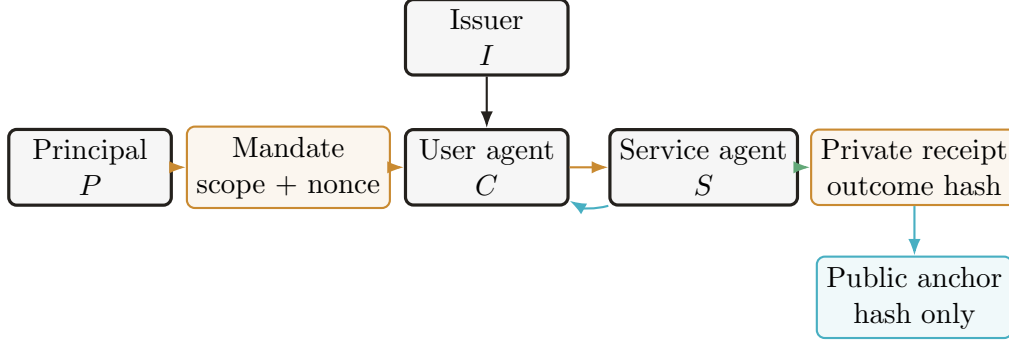 Issuer
I
Principal
P
Mandate
scope + nonce
User agent
C
Service agent
S
Private receipt
outcome hash
Public anchor
hash only